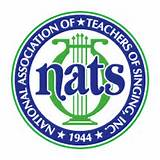 NATIONAL ASSOCIATION OF TEACHERS OF SINGING, INC.
nats
★ 1944 ★